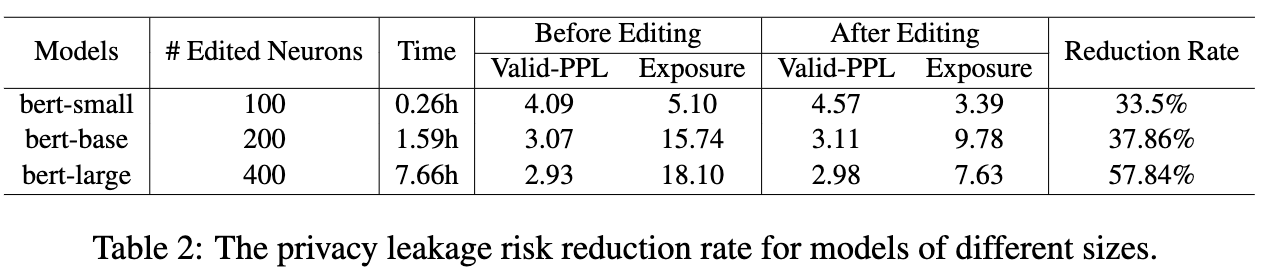 Models # Edited Neurons Time Before Editing After Editing Reduction Rate
Valid-PPL Exposure Valid-PPL Exposure
bert-small 100 0.26h 4.09 5.10 4.57 3.39 33.5%
bert-base 200 1.59h 3.07 15.74 3.11 9.78 37.86%
bert-large 400 7.66h 2.93 18.10 2.98 7.63 57.84%
Table 2: The privacy leakage risk reduction rate for models of different sizes.